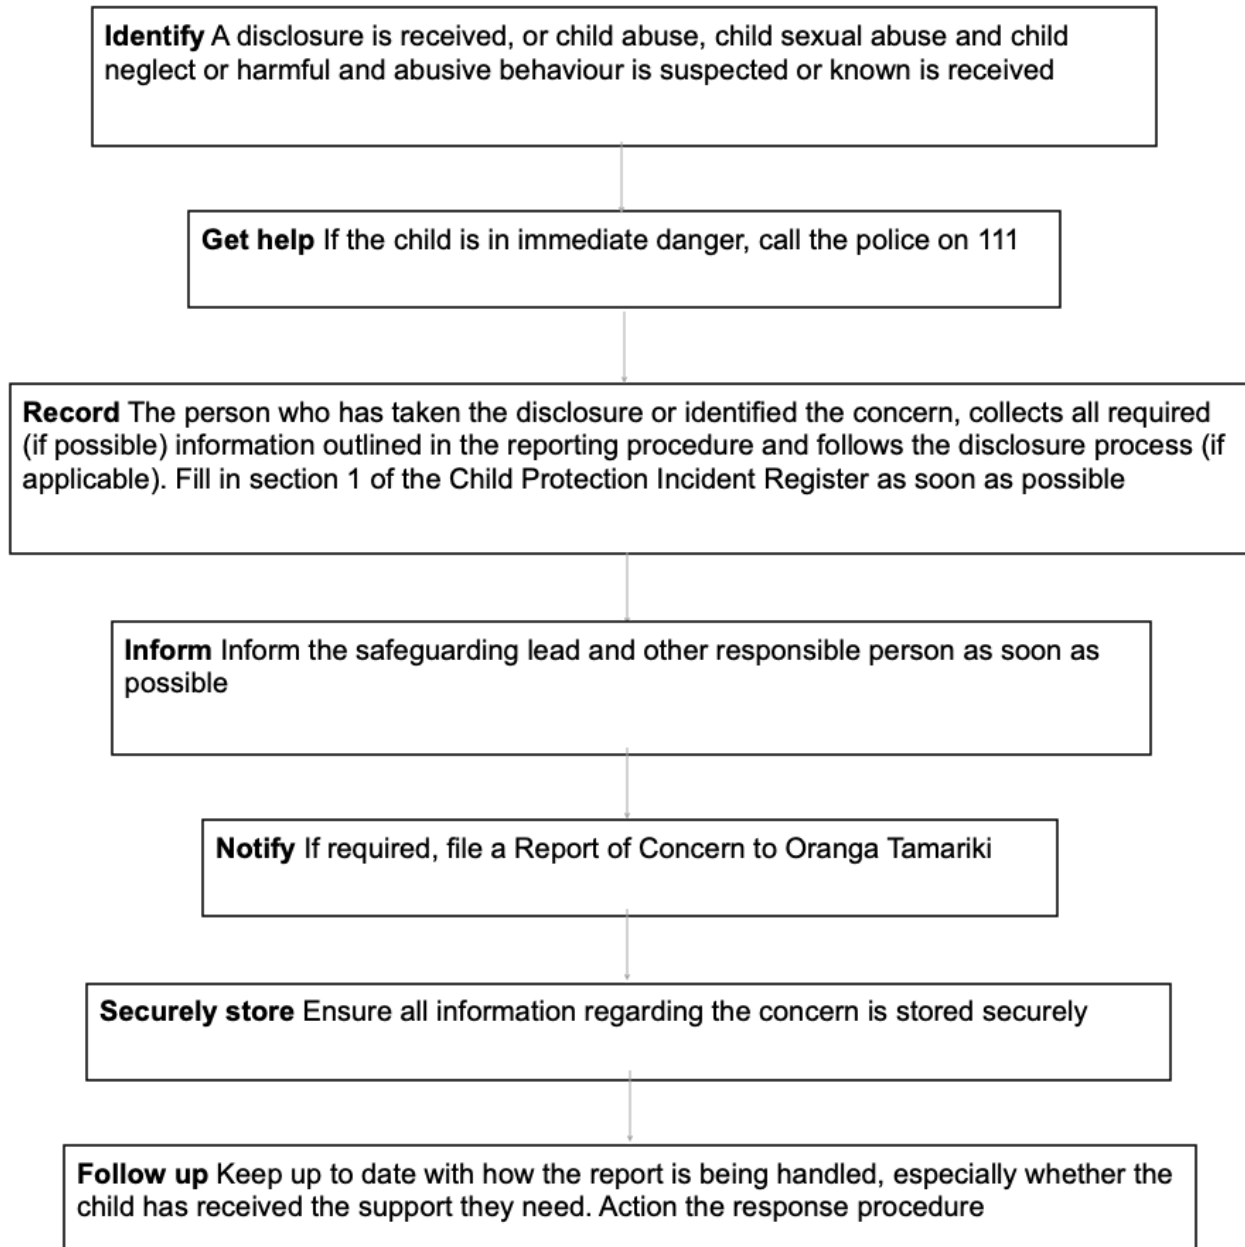 Identify A disclosure is received, or child abuse, child sexual abuse and child
neglect or harmful and abusive behaviour is suspected or known is received
Get help If the child is in immediate danger, call the police on 111
Record The person who has taken the disclosure or identified the concern, collects all required
(if possible) information outlined in the reporting procedure and follows the disclosure process (if
applicable). Fill in section 1 of the Child Protection Incident Register as soon as possible
Inform Inform the safeguarding lead and other responsible person as soon as
possible
Notify If required, file a Report of Concern to Oranga Tamariki
Securely store Ensure all information regarding the concern is stored securely
Follow up Keep up to date with how the report is being handled, especially whether the
child has received the support they need. Action the response procedure